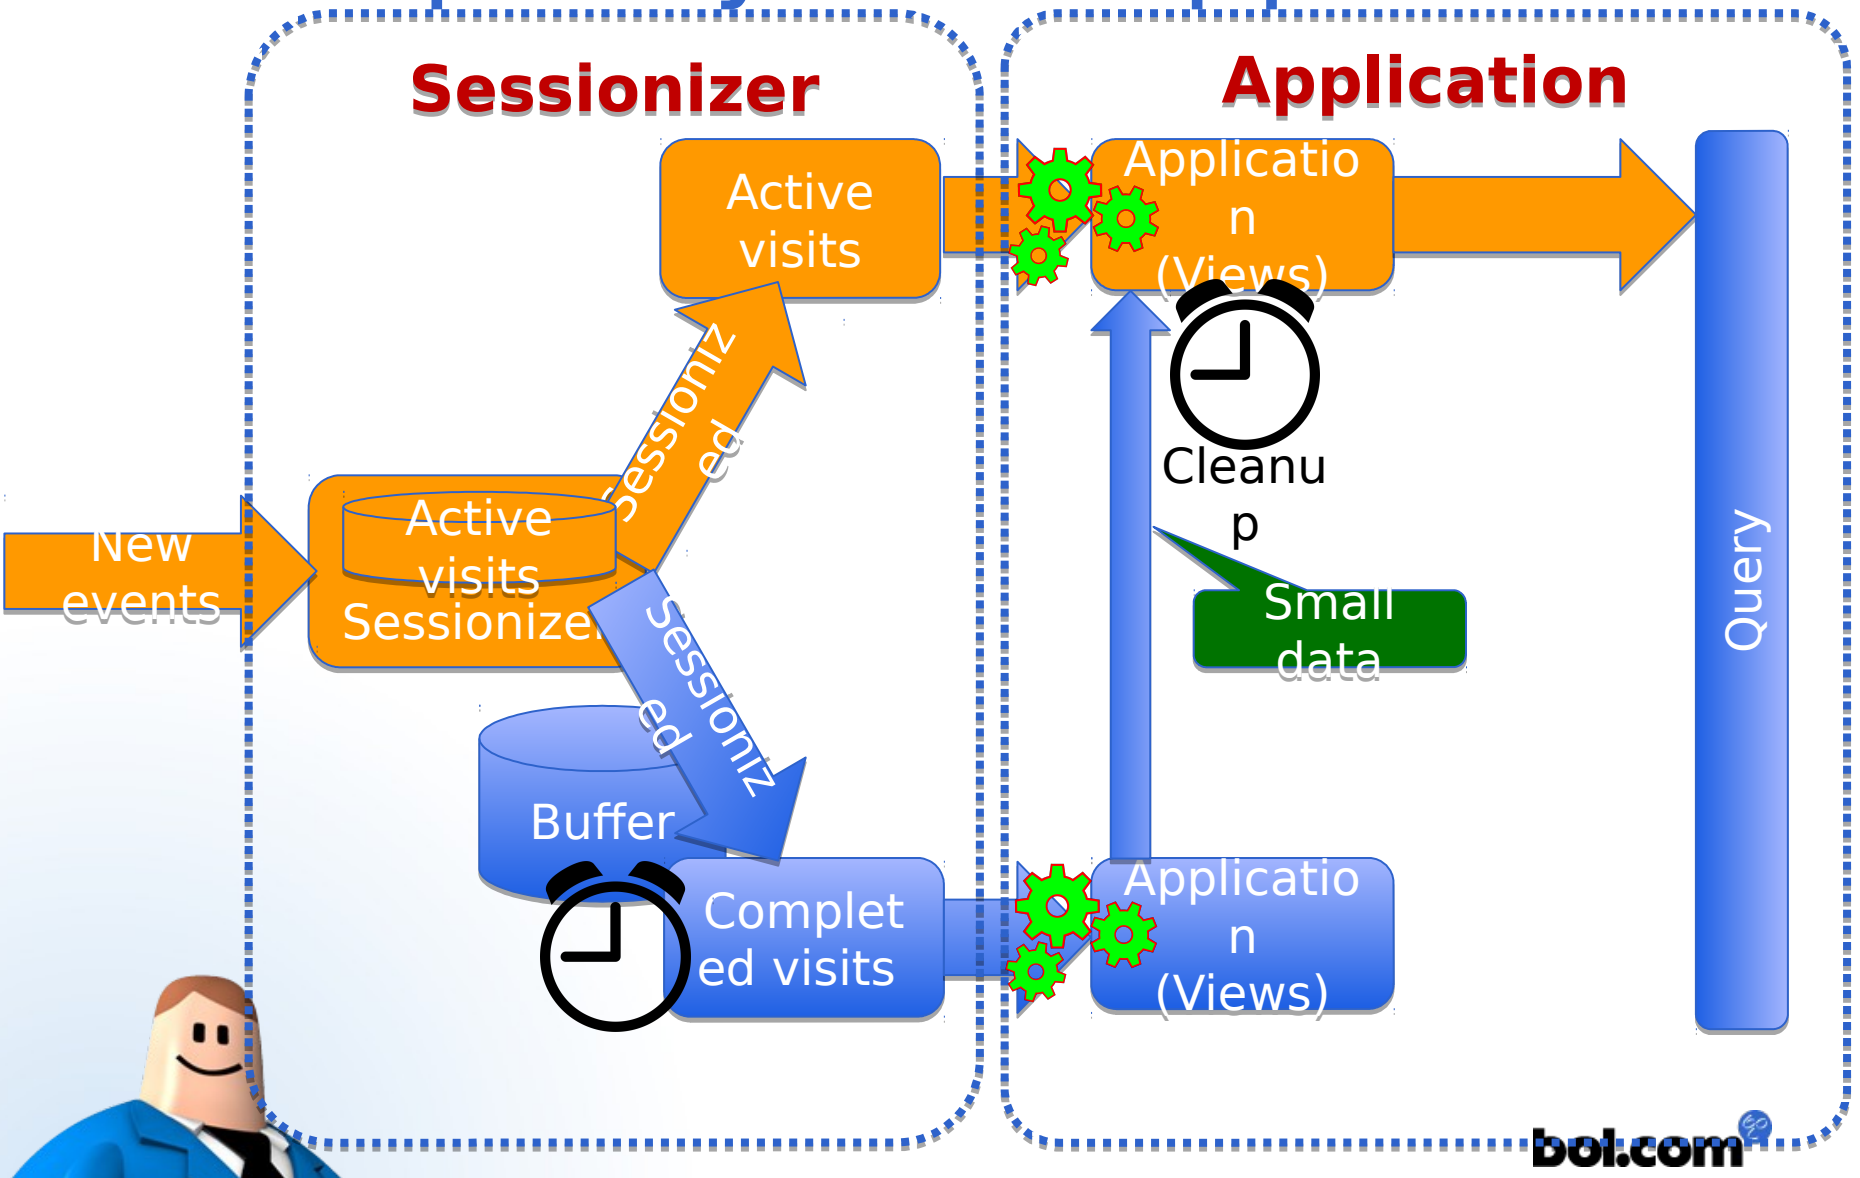 Sessionizer
Application
Active
visits
Applicatio
n
(Views)
Sessioniz
ed
Cleanu
p
New
events
Active
visits
Sessionizer
Small
data
Query
Sessioniz
ed
Buffer
Complet
ed visits
Applicatio
n
(Views)
bol.com